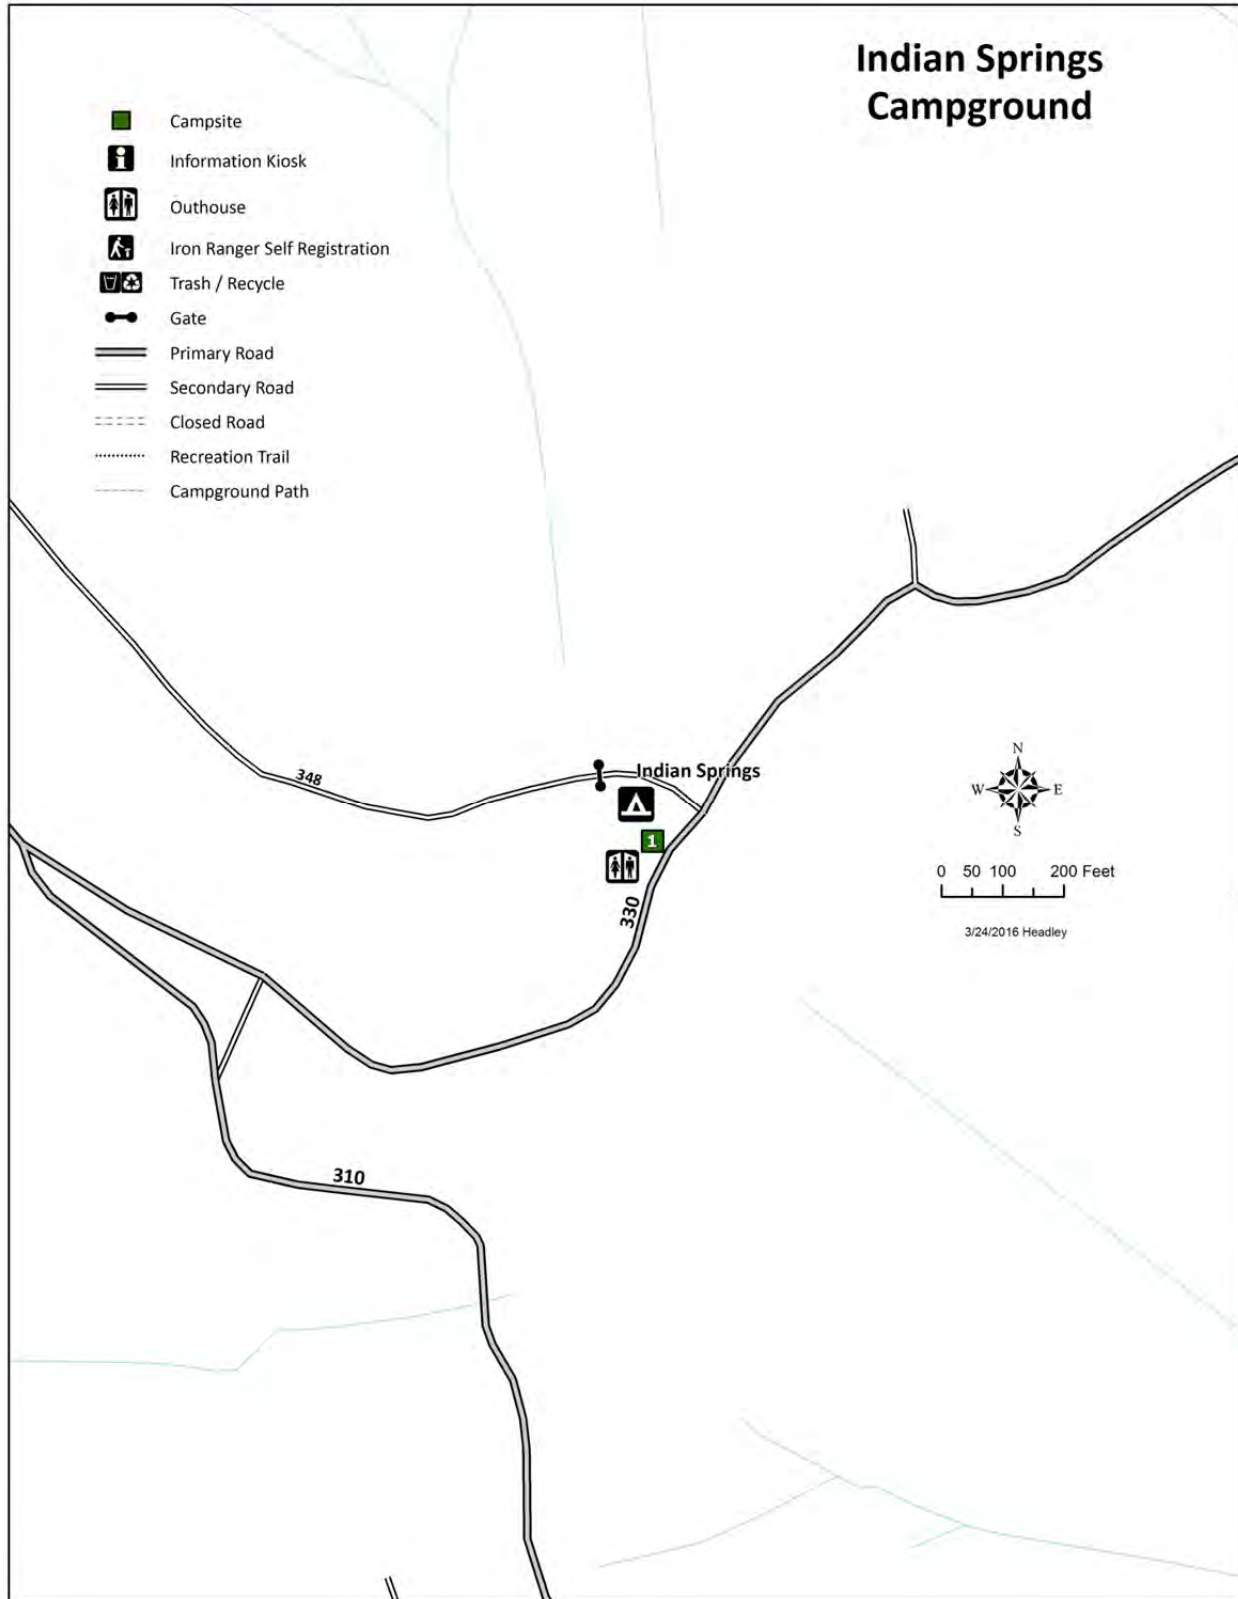 Indian Springs
Campground
Campsite
Information Kiosk
Outhouse
Iron Ranger Self Registration
Trash / Recycle
Gate
Primary Road
Secondary Road
Closed Road
Recreation Trail
Campground Path
348
Indian Springs
1
330
310
N
W E
S
0 50 100 200 Feet
3/24/2016 Headley